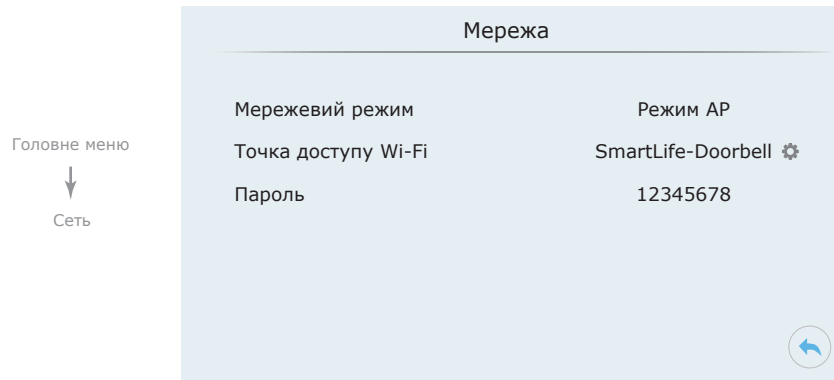 Мережа
Мережевий режим Режим AP
Головне меню
Точка доступу Wi-Fi SmartLife-Doorbell
Пароль 12345678
Сеть